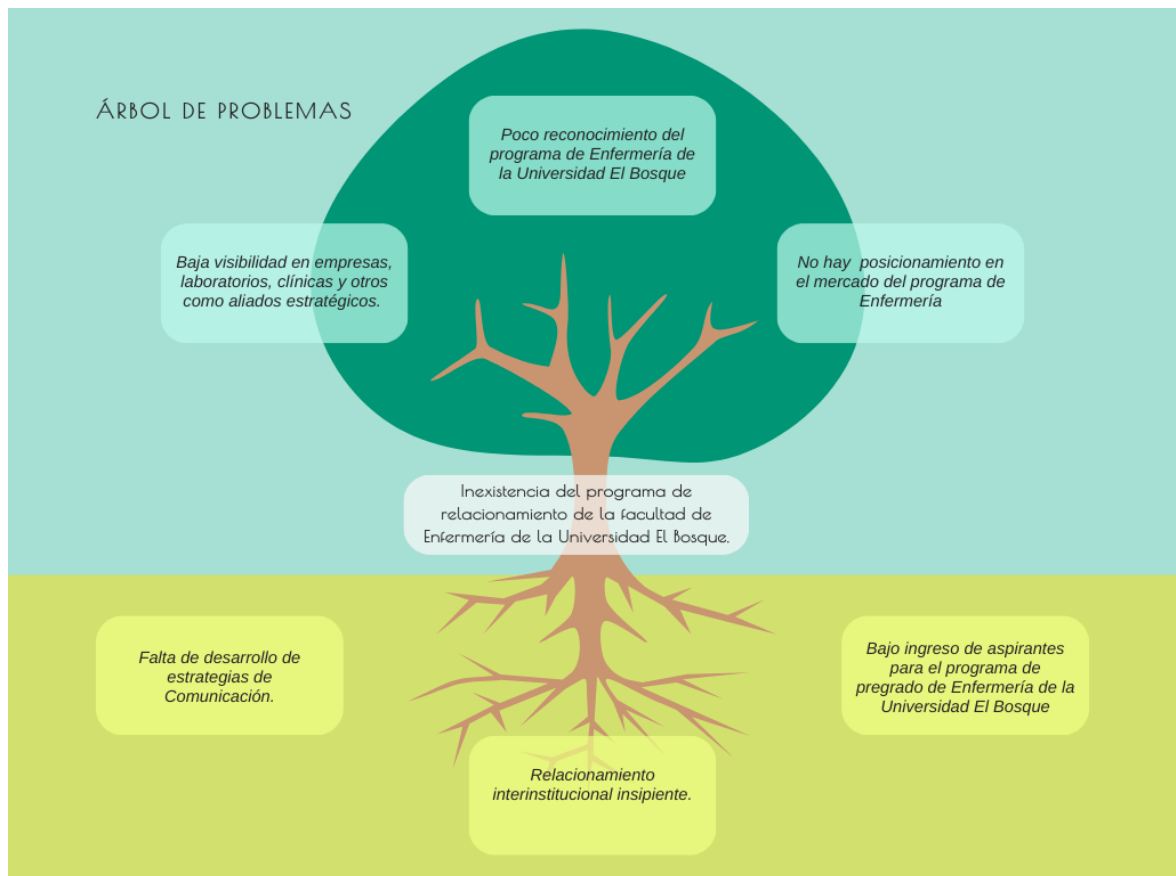 ÁRBOL DE PROBLEMAS
Poco reconocimiento del
programa de Enfermería de
la Universidad El Bosque
Baja visibilidad en empresas,
laboratorios, clínicas y otros
como aliados estratégicos.
No hay posicionamiento en
el mercado del programa de
Enfermería
Inexistencia del programa de
relacionamiento de la facultad de
Enfermería de la Universidad El Bosque.
Falta de desarrollo de
estrategias de
Comunicación.
Bajo ingreso de aspirantes
para el programa de
pregrado de Enfermería de la
Universidad El Bosque
Relacionamiento
interinstitucional insipiente.